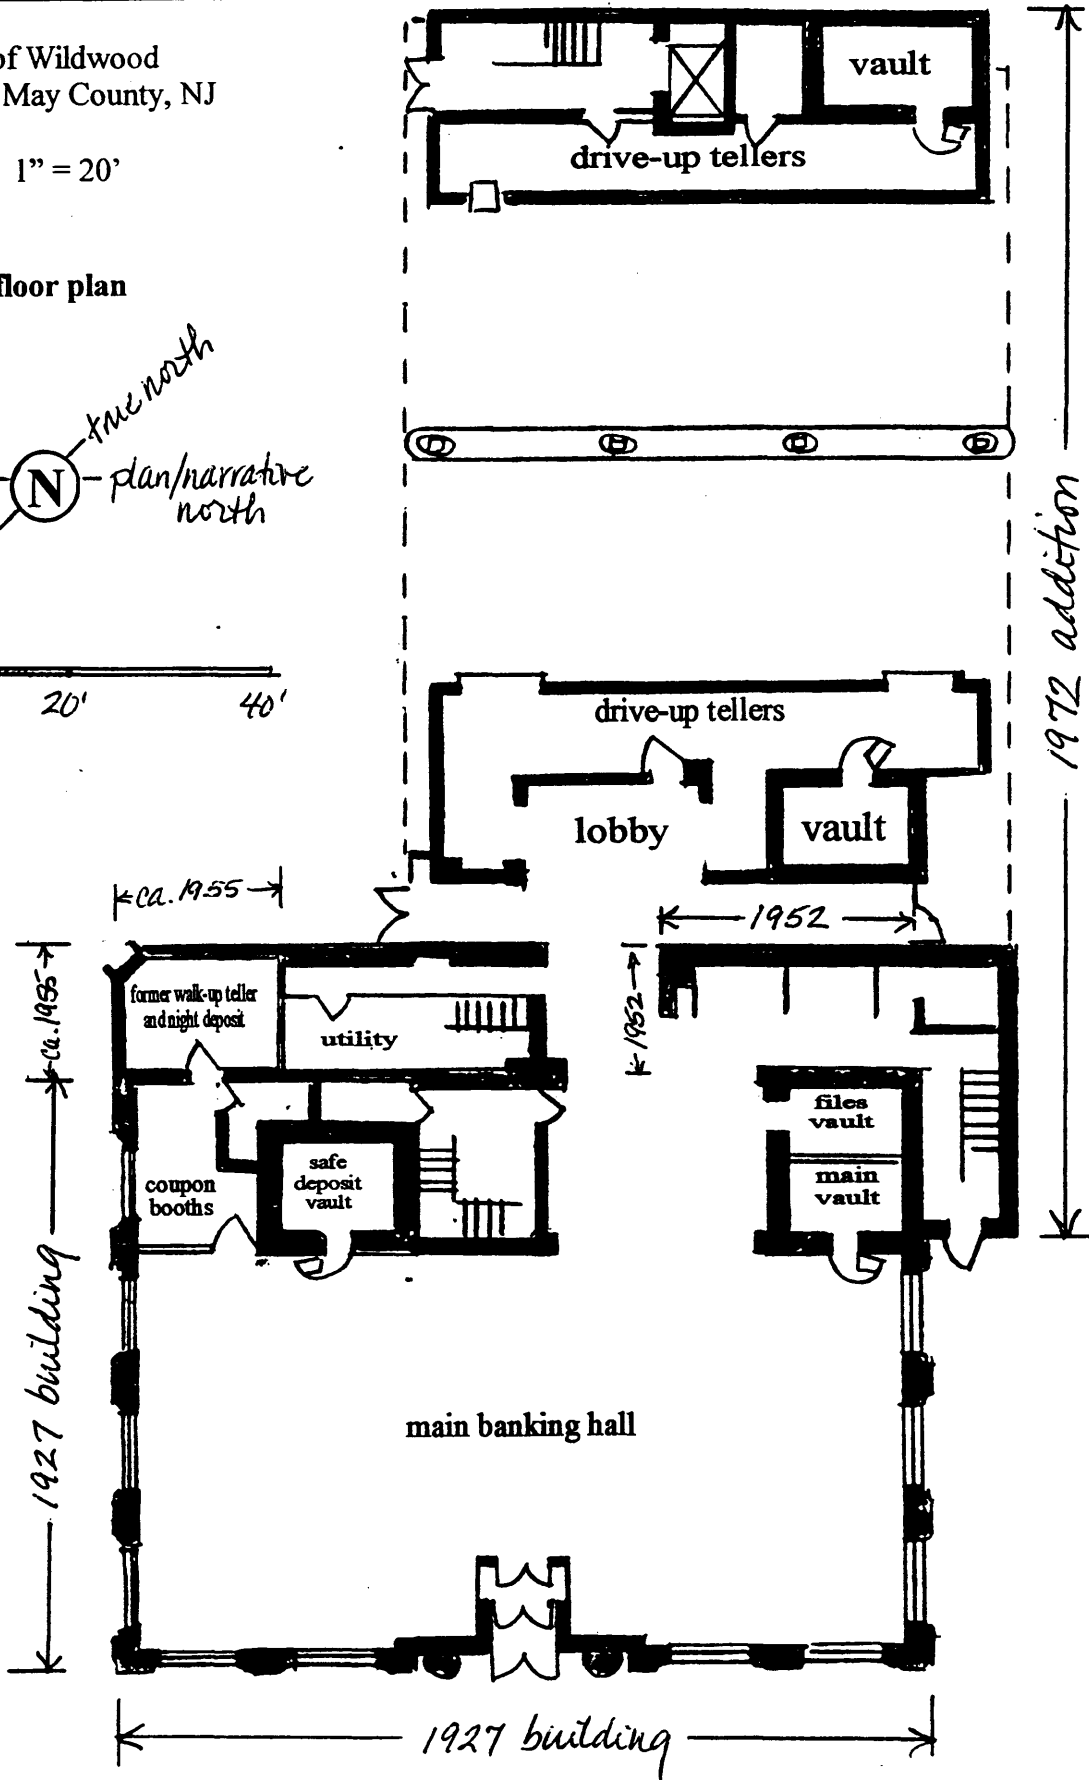 of Wildwood
May County, NJ
1” = 20’
floor plan
true north
N
plan/narrative
north
20'
40'
vault
drive-up tellers
1972 addition
drive-up tellers
lobby
vault
ca. 1955
1952
ca. 1955
former walk-up teller
and night deposit
utility
1952
files
vault
main
vault
safe
deposit
vault
coupon
booths
1927 building
main banking hall
1927 building